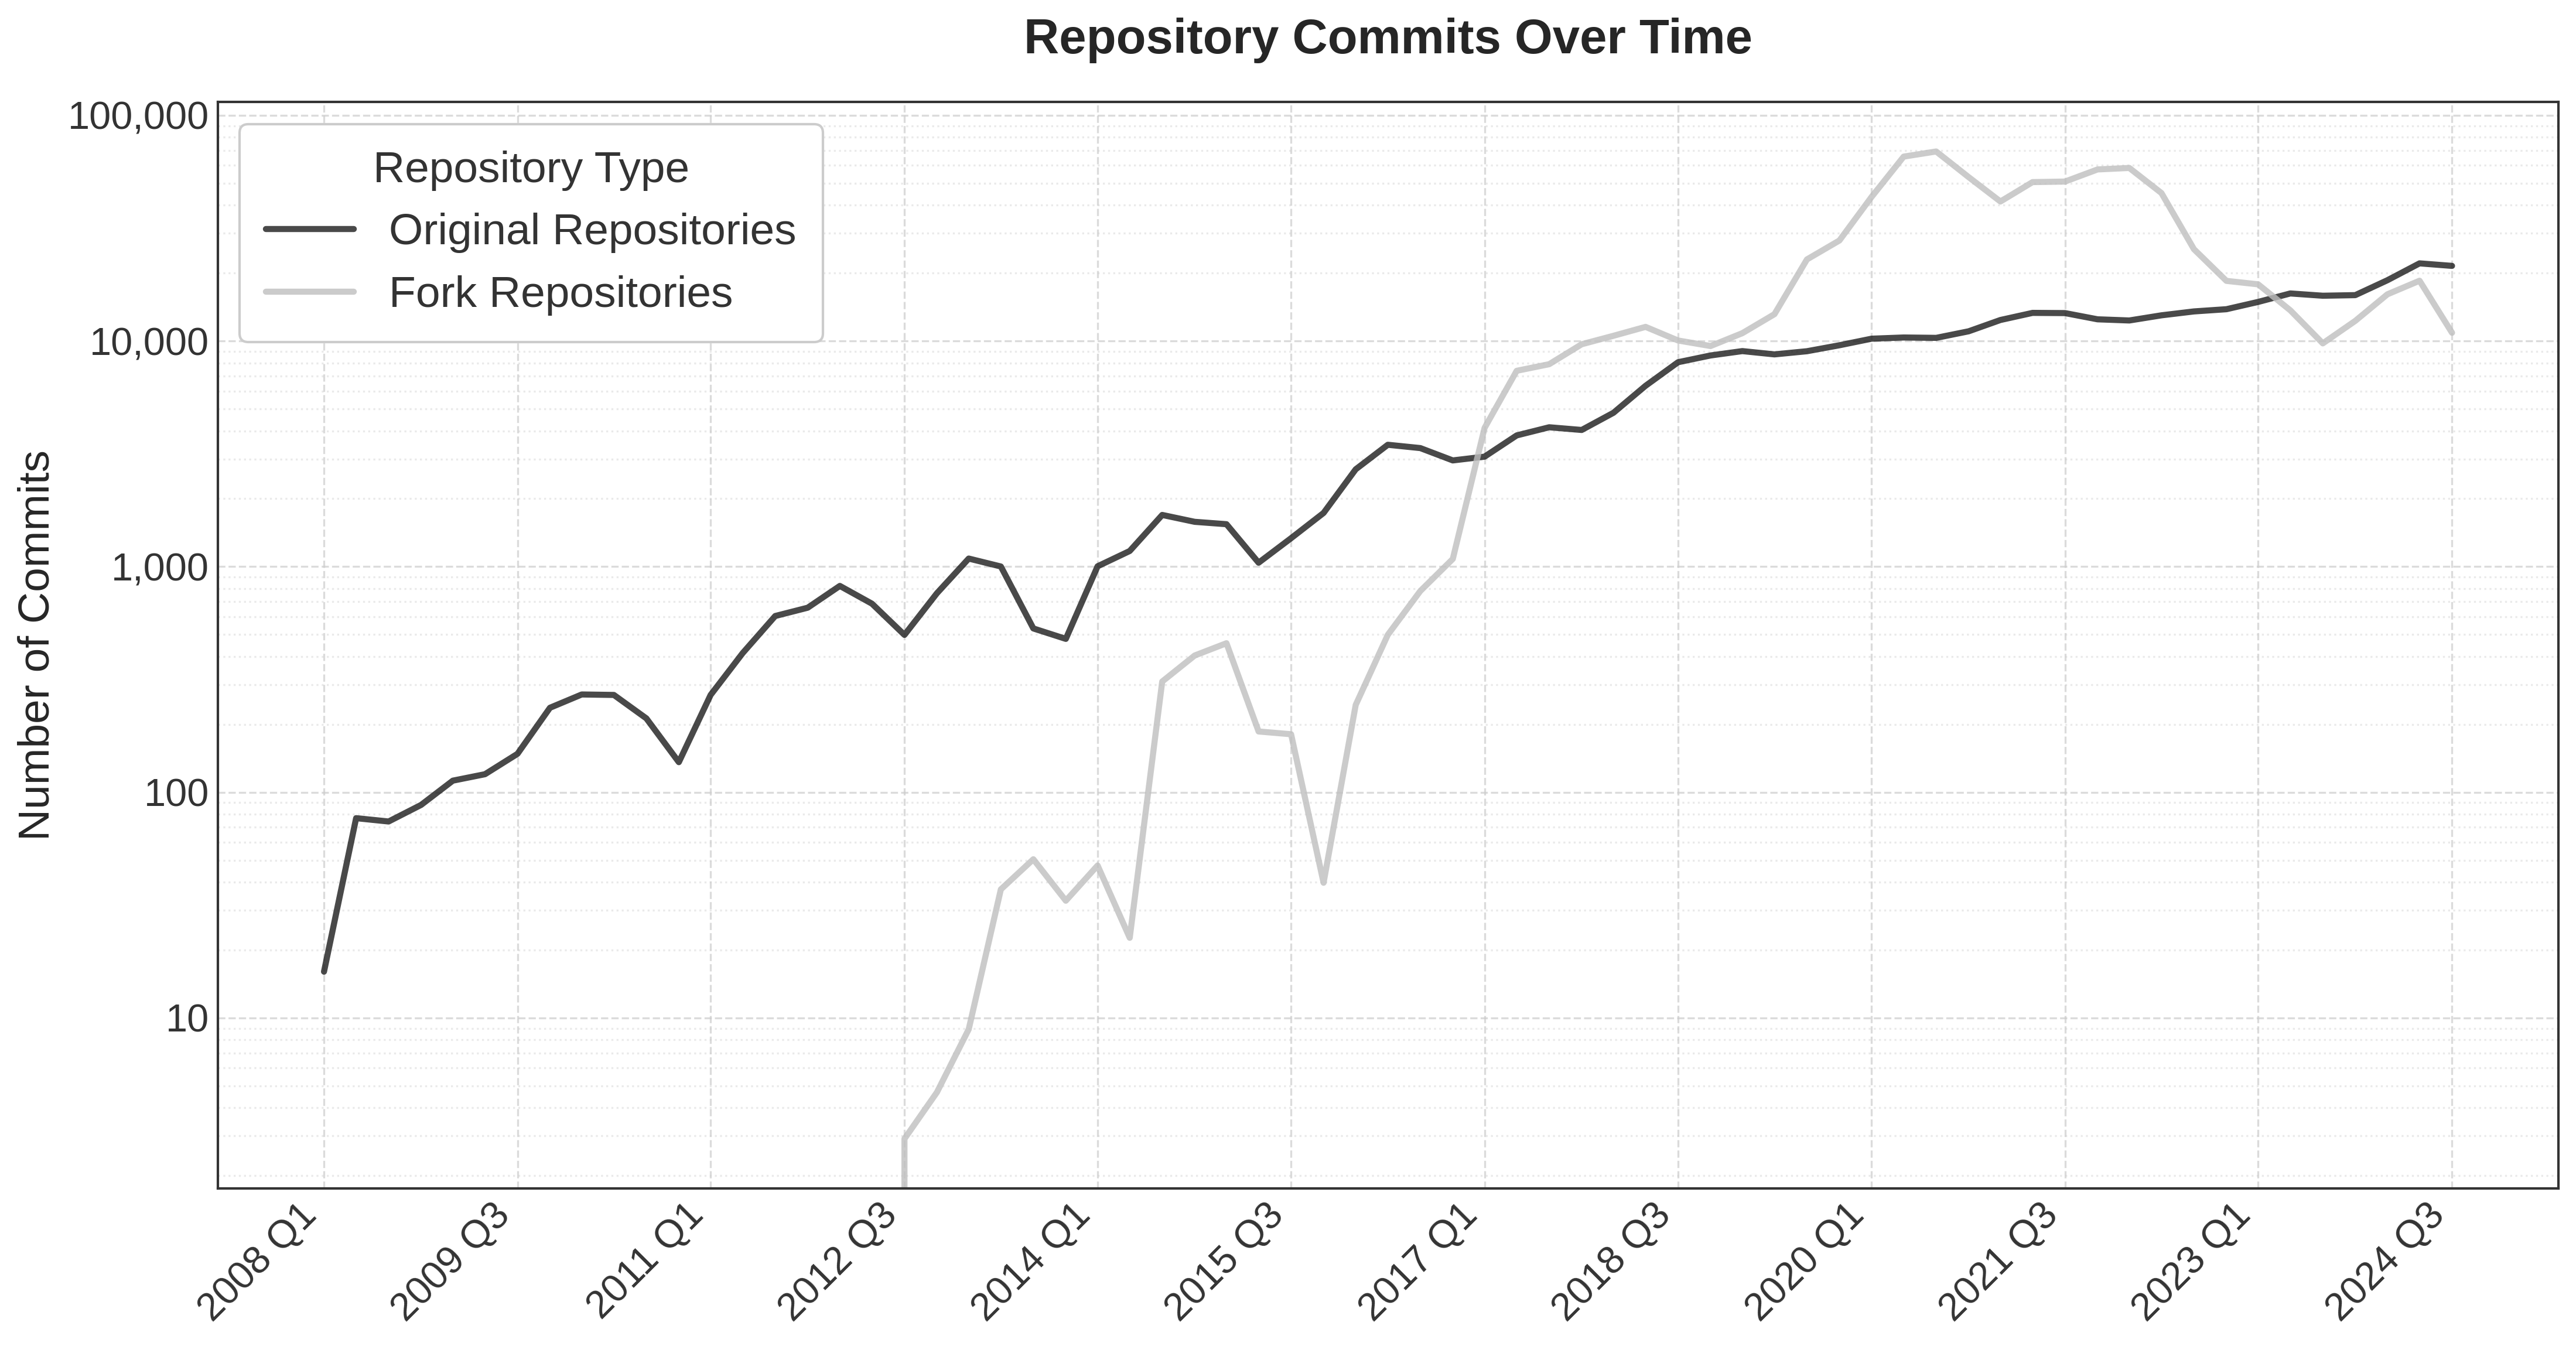 Repository Commits Over Time
Number of Commits
100,000
10,000
1,000
100
10
Repository Type
Original Repositories
Fork Repositories
2008 Q1
2009 Q3
2011 Q1
2012 Q3
2014 Q1
2015 Q3
2017 Q1
2018 Q3
2020 Q1
2021 Q3
2023 Q1
2024 Q3